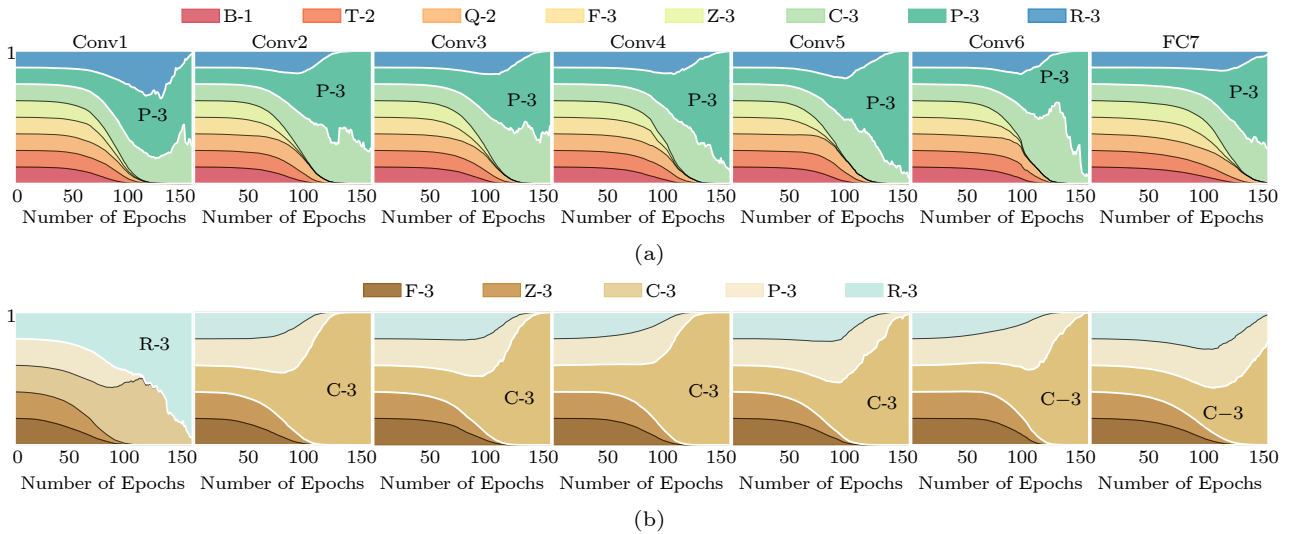 B-1 T-2 Q-2 F-3 Z-3 C-3 P-3 R-3
Conv1 Conv2 Conv3 Conv4 Conv5 Conv6 FC7
1
P-3 P-3 P-3 P-3 P-3 P-3 P-3
0 50 100 150 50 100 150 50 100 150 50 100 150 50 100 150 50 100 150 50 100 150
Number of Epochs Number of Epochs Number of Epochs Number of Epochs Number of Epochs Number of Epochs Number of Epochs
(a)
F-3 Z-3 C-3 P-3 R-3
1
R-3 C-3 C-3 C-3 C-3 C−3 C−3
0 50 100 150 50 100 150 50 100 150 50 100 150 50 100 150 50 100 150 50 100 150
Number of Epochs Number of Epochs Number of Epochs Number of Epochs Number of Epochs Number of Epochs Number of Epochs
(b)